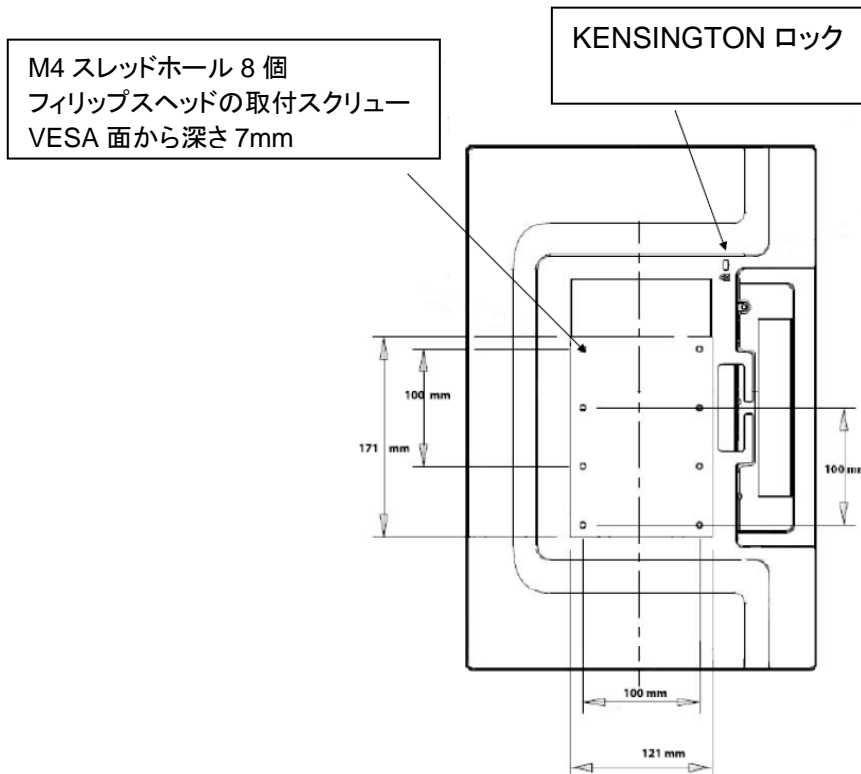 KENSINGTON ロック
M4 スレッドホール 8 個
フィリップスヘッドの取付スクリュー
VESA 面から深さ 7mm
100 mm
171 mm
100 mm
100 mm
121 mm